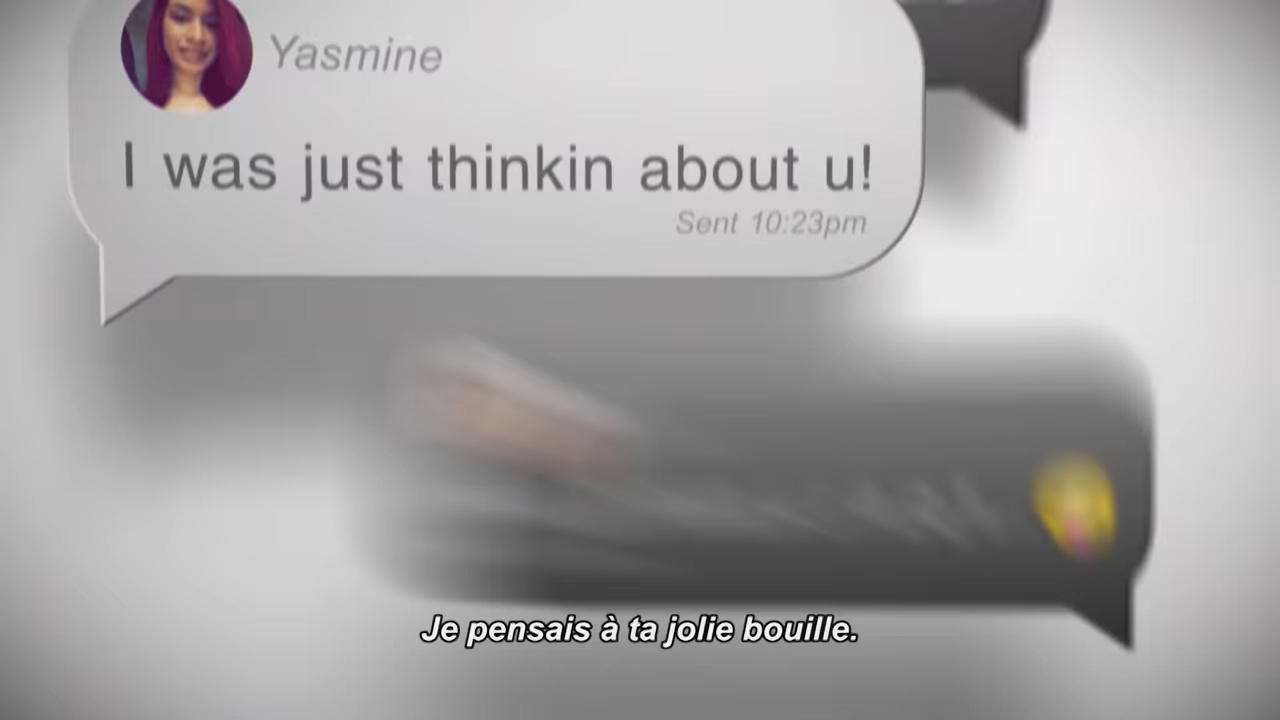 Yasmine
I was just thinkin about u!
Sent 10:23pm
Je pensais à ta jolie bouille.